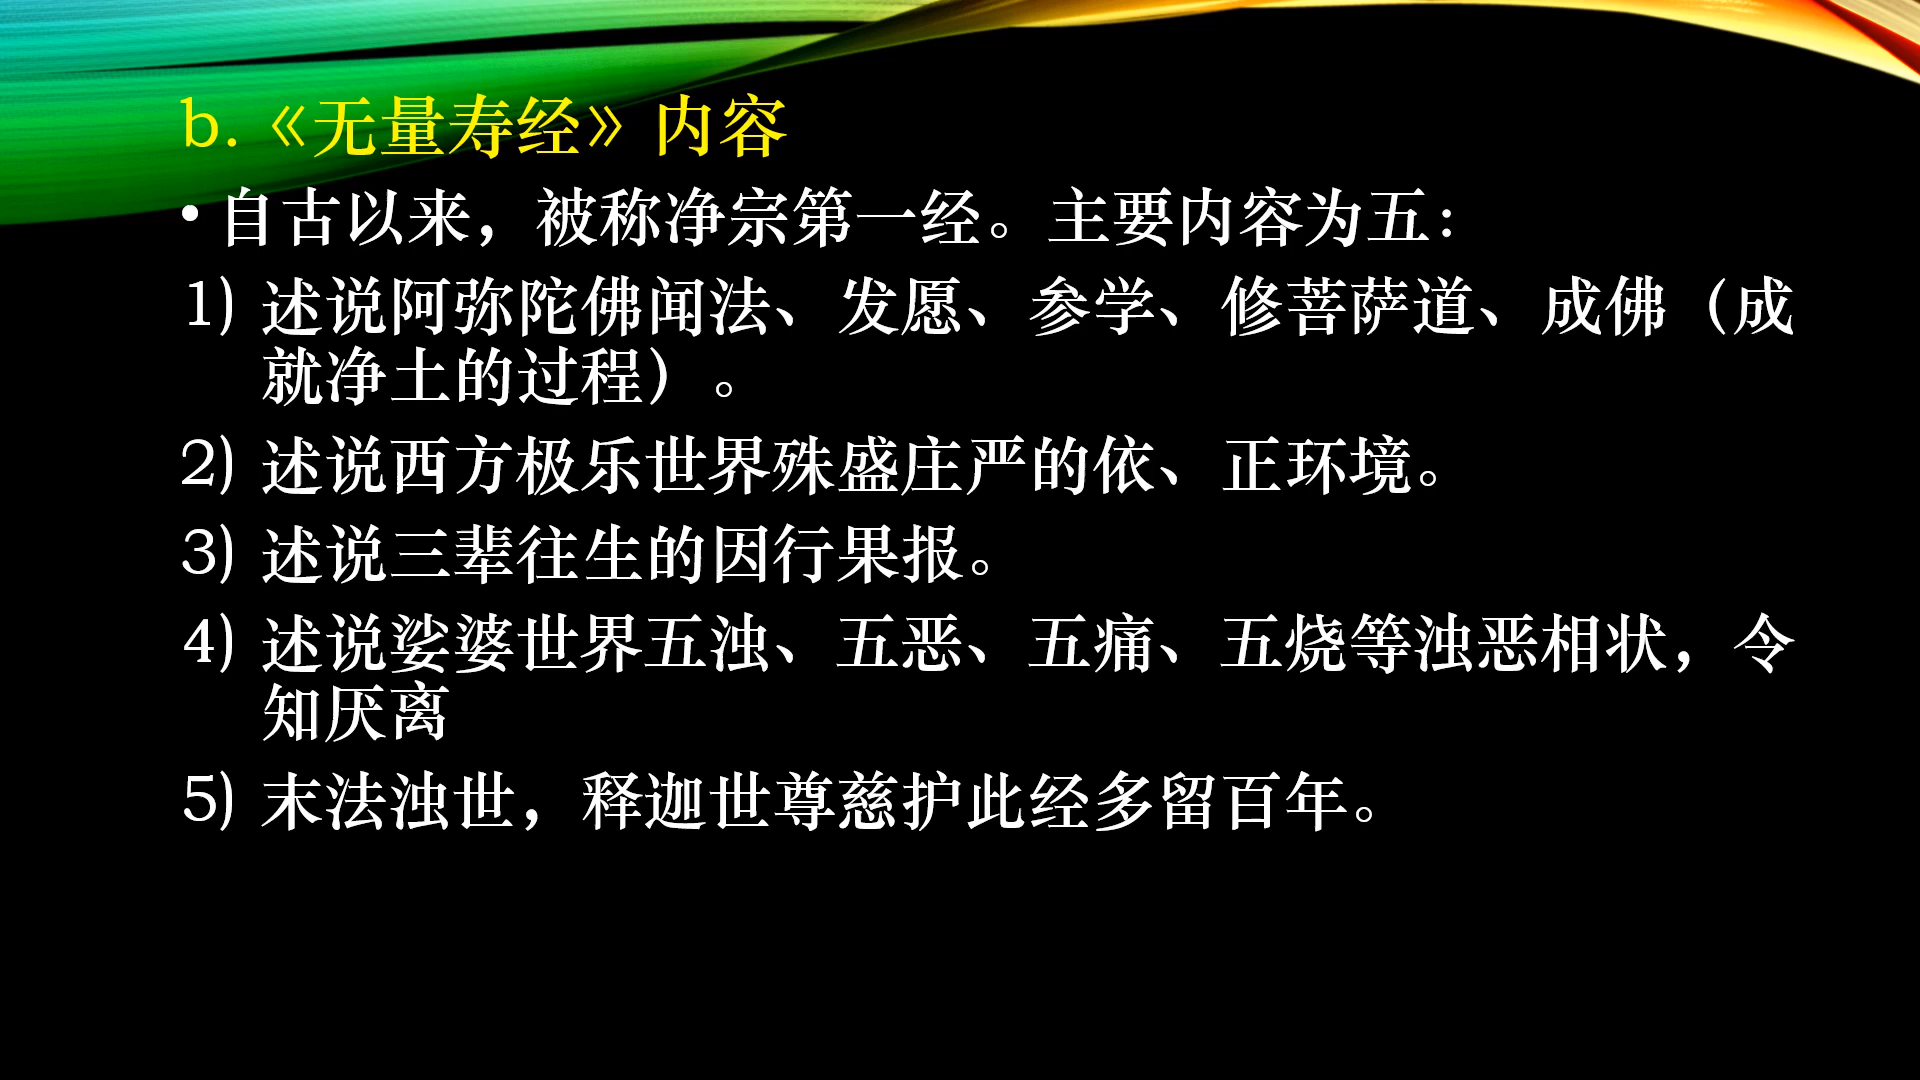 b.《无量寿经》内容
• 自古以来，被称净宗第一经。主要内容为五：
1) 述说阿弥陀佛闻法、发愿、参学、修菩萨道、成佛（成
就净土的过程）。
2) 述说西方极乐世界殊盛庄严的依、正环境。
3) 述说三辈往生的因行果报。
4) 述说娑婆世界五浊、五恶、五痛、五烧等浊恶相状，令
知厌离
5) 末法浊世，释迦世尊慈护此经多留百年。